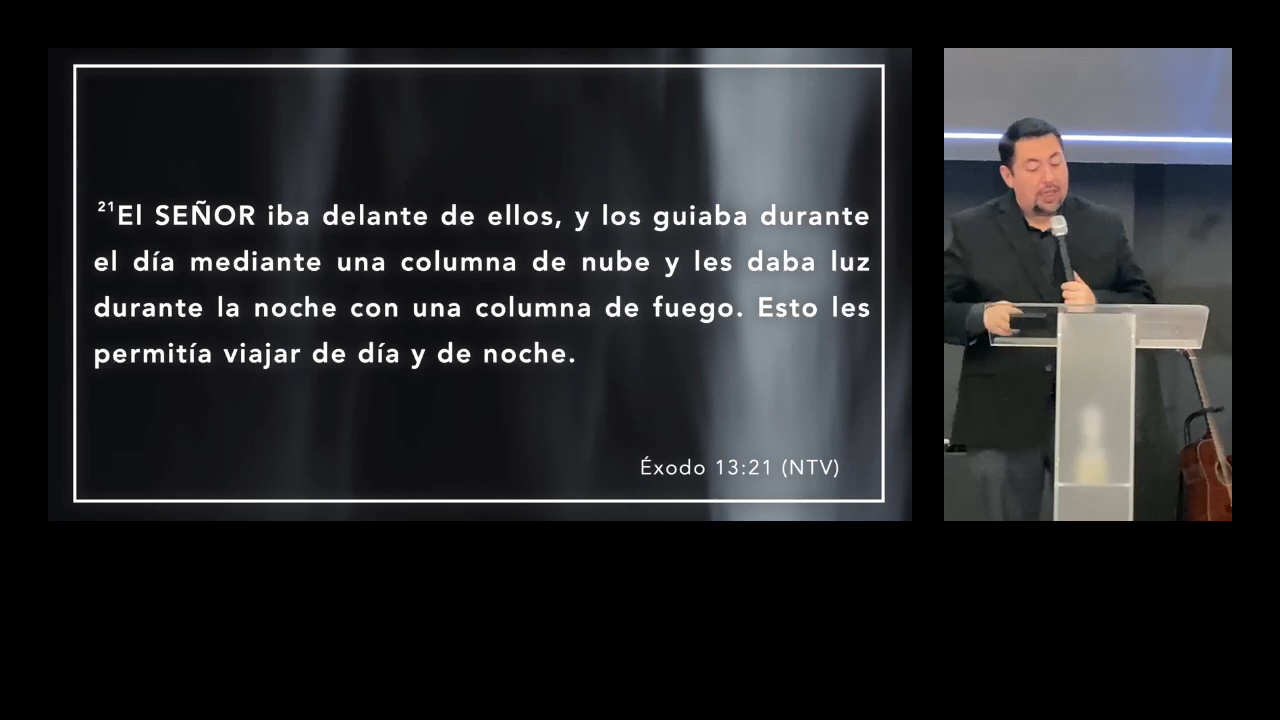 ²¹El SEÑOR iba delante de ellos, y los guiaba durante
el día mediante una columna de nube y les daba luz
durante la noche con una columna de fuego. Esto les
permitía viajar de día y de noche.
Éxodo 13:21 (NTV)